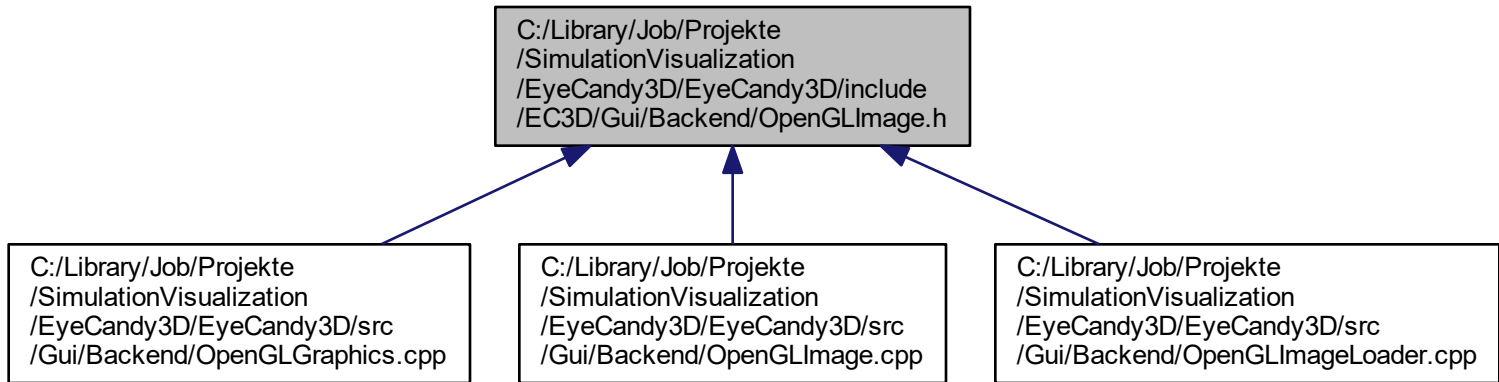 C:/Library/Job/Projekte
/SimulationVisualization
/EyeCandy3D/EyeCandy3D/include
/EC3D/Gui/Backend/OpenGLImage.h
C:/Library/Job/Projekte
/SimulationVisualization
/EyeCandy3D/EyeCandy3D/src
/Gui/Backend/OpenGLGraphics.cpp
C:/Library/Job/Projekte
/SimulationVisualization
/EyeCandy3D/EyeCandy3D/src
/Gui/Backend/OpenGLImage.cpp
C:/Library/Job/Projekte
/SimulationVisualization
/EyeCandy3D/EyeCandy3D/src
/Gui/Backend/OpenGLImageLoader.cpp